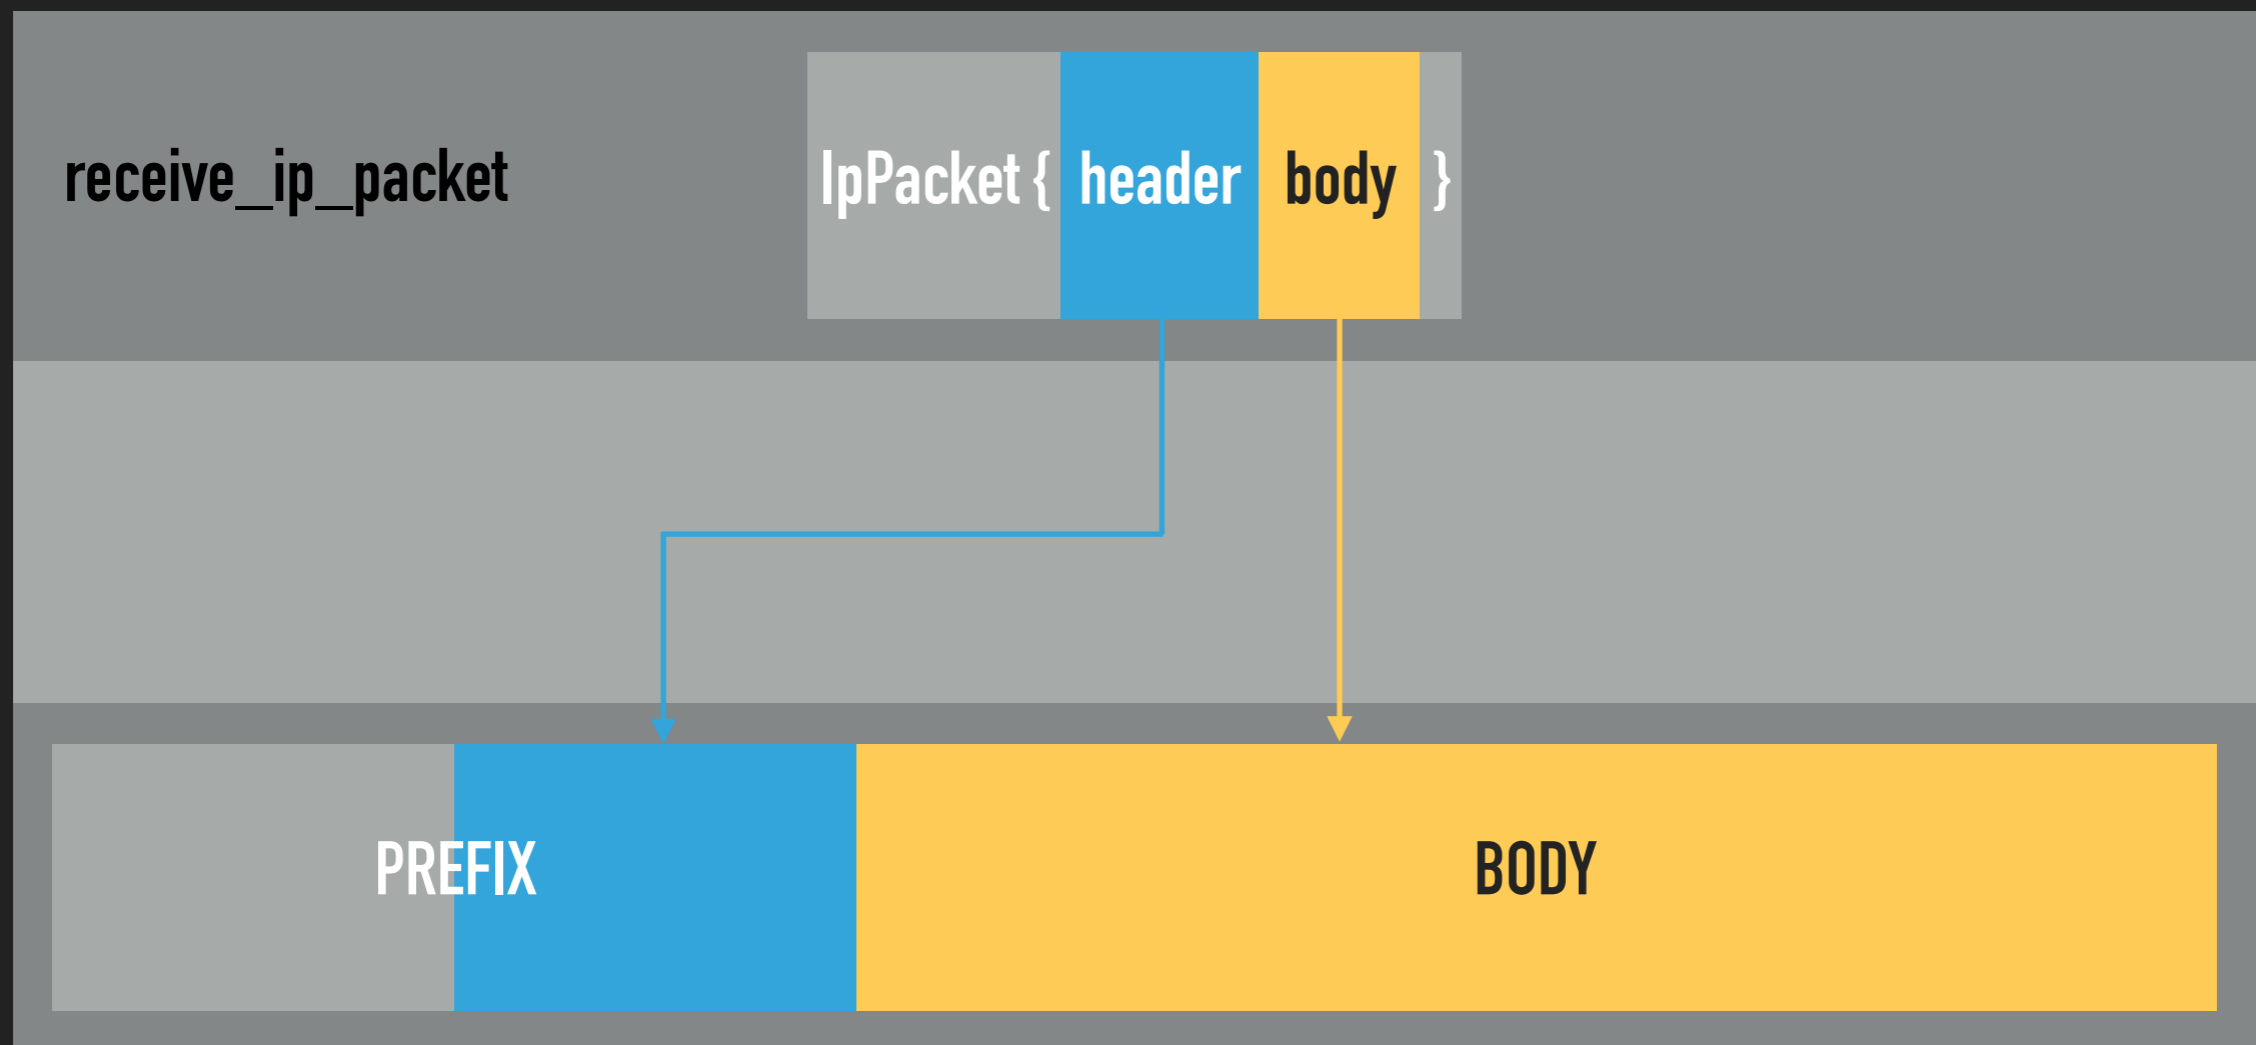 receive_ip_packet
IpPacket { header body }
PREFIX
BODY